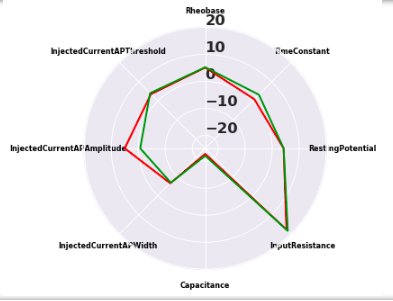 Rheobase
20
InjectedCurrentAPThreshold
TimeConstant
10
0
−10
InjectedCurrentAPAmplitude
RestingPotential
−20
InjectedCurrentAPWidth
InputResistance
Capacitance